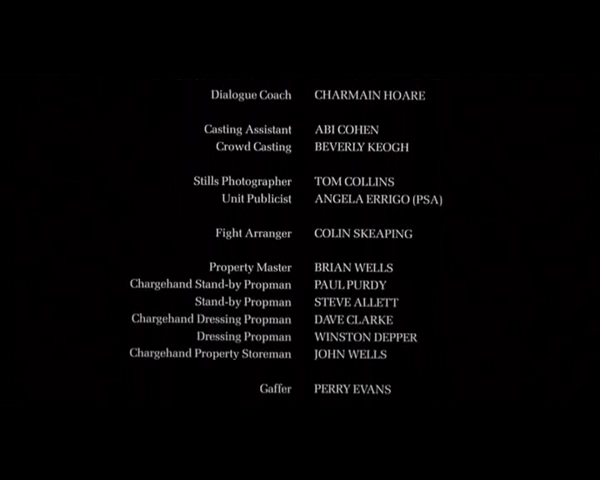 Dialogue Coach CHARMAIN HOARE
Casting Assistant ABI COHEN
Crowd Casting BEVERLY KEOGH
Stills Photographer TOM COLLINS
Unit Publicist ANGELA ERRIGO (PSA)
Fight Arranger COLIN SKEAPING
Property Master BRIAN WELLS
Chargehand Stand-by Propman PAUL PURDY
Stand-by Propman STEVE ALLETT
Chargehand Dressing Propman DAVE CLARKE
Dressing Propman WINSTON DEPPER
Chargehand Property Storeman JOHN WELLS
Gaffer PERRY EVANS